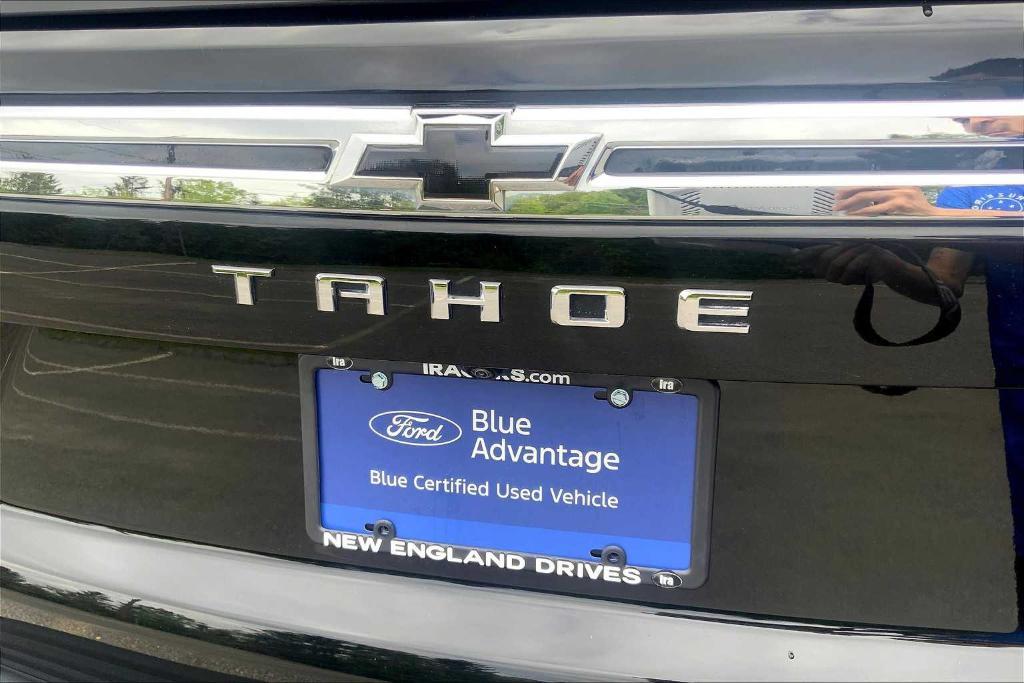 TAHOE
Ira
Ira
Ford
Blue
Advantage
Blue Certified Used Vehicle
NEW ENGLAND DRIVES
Ira